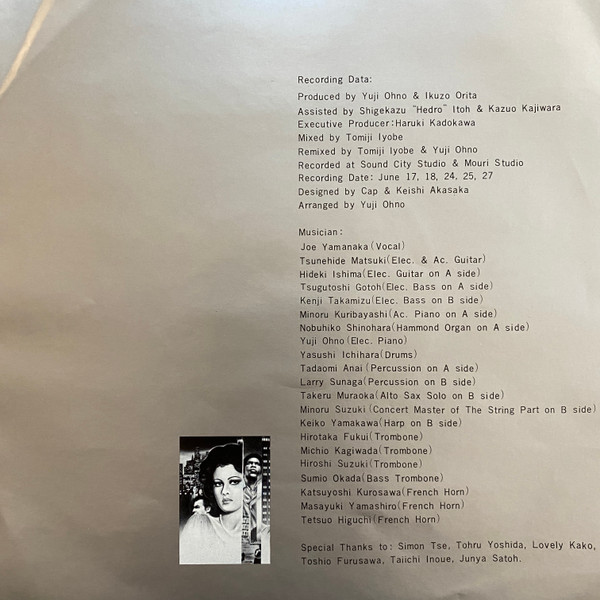 Recording Data:
Produced by Yuji Ohno & Ikuzo Orita
Assisted by Shigekazu "Hedro" Itoh & Kazuo Kajiwara
Executive Producer:Haruki Kadokawa
Mixed by Tomiji Iyobe
Remixed by Tomiji Iyobe & Yuji Ohno
Recorded at Sound City Studio & Mouri Studio
Recording Date: June 17, 18, 24, 25, 27
Designed by Cap & Keishi Akasaka
Arranged by Yuji Ohno
Musician:
Joe Yamanaka(Vocal)
Tsunehide Matsuki(Elec. & Ac. Guitar)
Hideki Ishima(Elec. Guitar on A side)
Tsugutoshi Gotoh(Elec. Bass on A side)
Kenji Takamizu(Elec. Bass on B side)
Minoru Kuribayashi(Ac. Piano on A side)
Nobuhiko Shinohara(Hammond Organ on A side)
Yuji Ohno(Elec. Piano)
Yasushi Ichihara(Drums)
Tadaomi Anai (Percussion on A side)
Larry Sunaga(Percussion on B side)
Takeru Muraoka(Alto Sax Solo on B side)
Minoru Suzuki (Concert Master of The String Part on B side)
Keiko Yamakawa(Harp on B side)
Hirotaka Fukui(Trombone)
Michio Kagiwada(Trombone)
Hiroshi Suzuki(Trombone)
Sumio Okada(Bass Trombone)
Katsuyoshi Kurosawa(French Horn)
Masayuki Yamashiro(French Horn)
Tetsuo Higuchi(French Horn)
Special Thanks to: Simon Tse, Tohru Yoshida, Lovely Kako,
Toshio Furusawa, Taiichi Inoue, Junya Satoh.